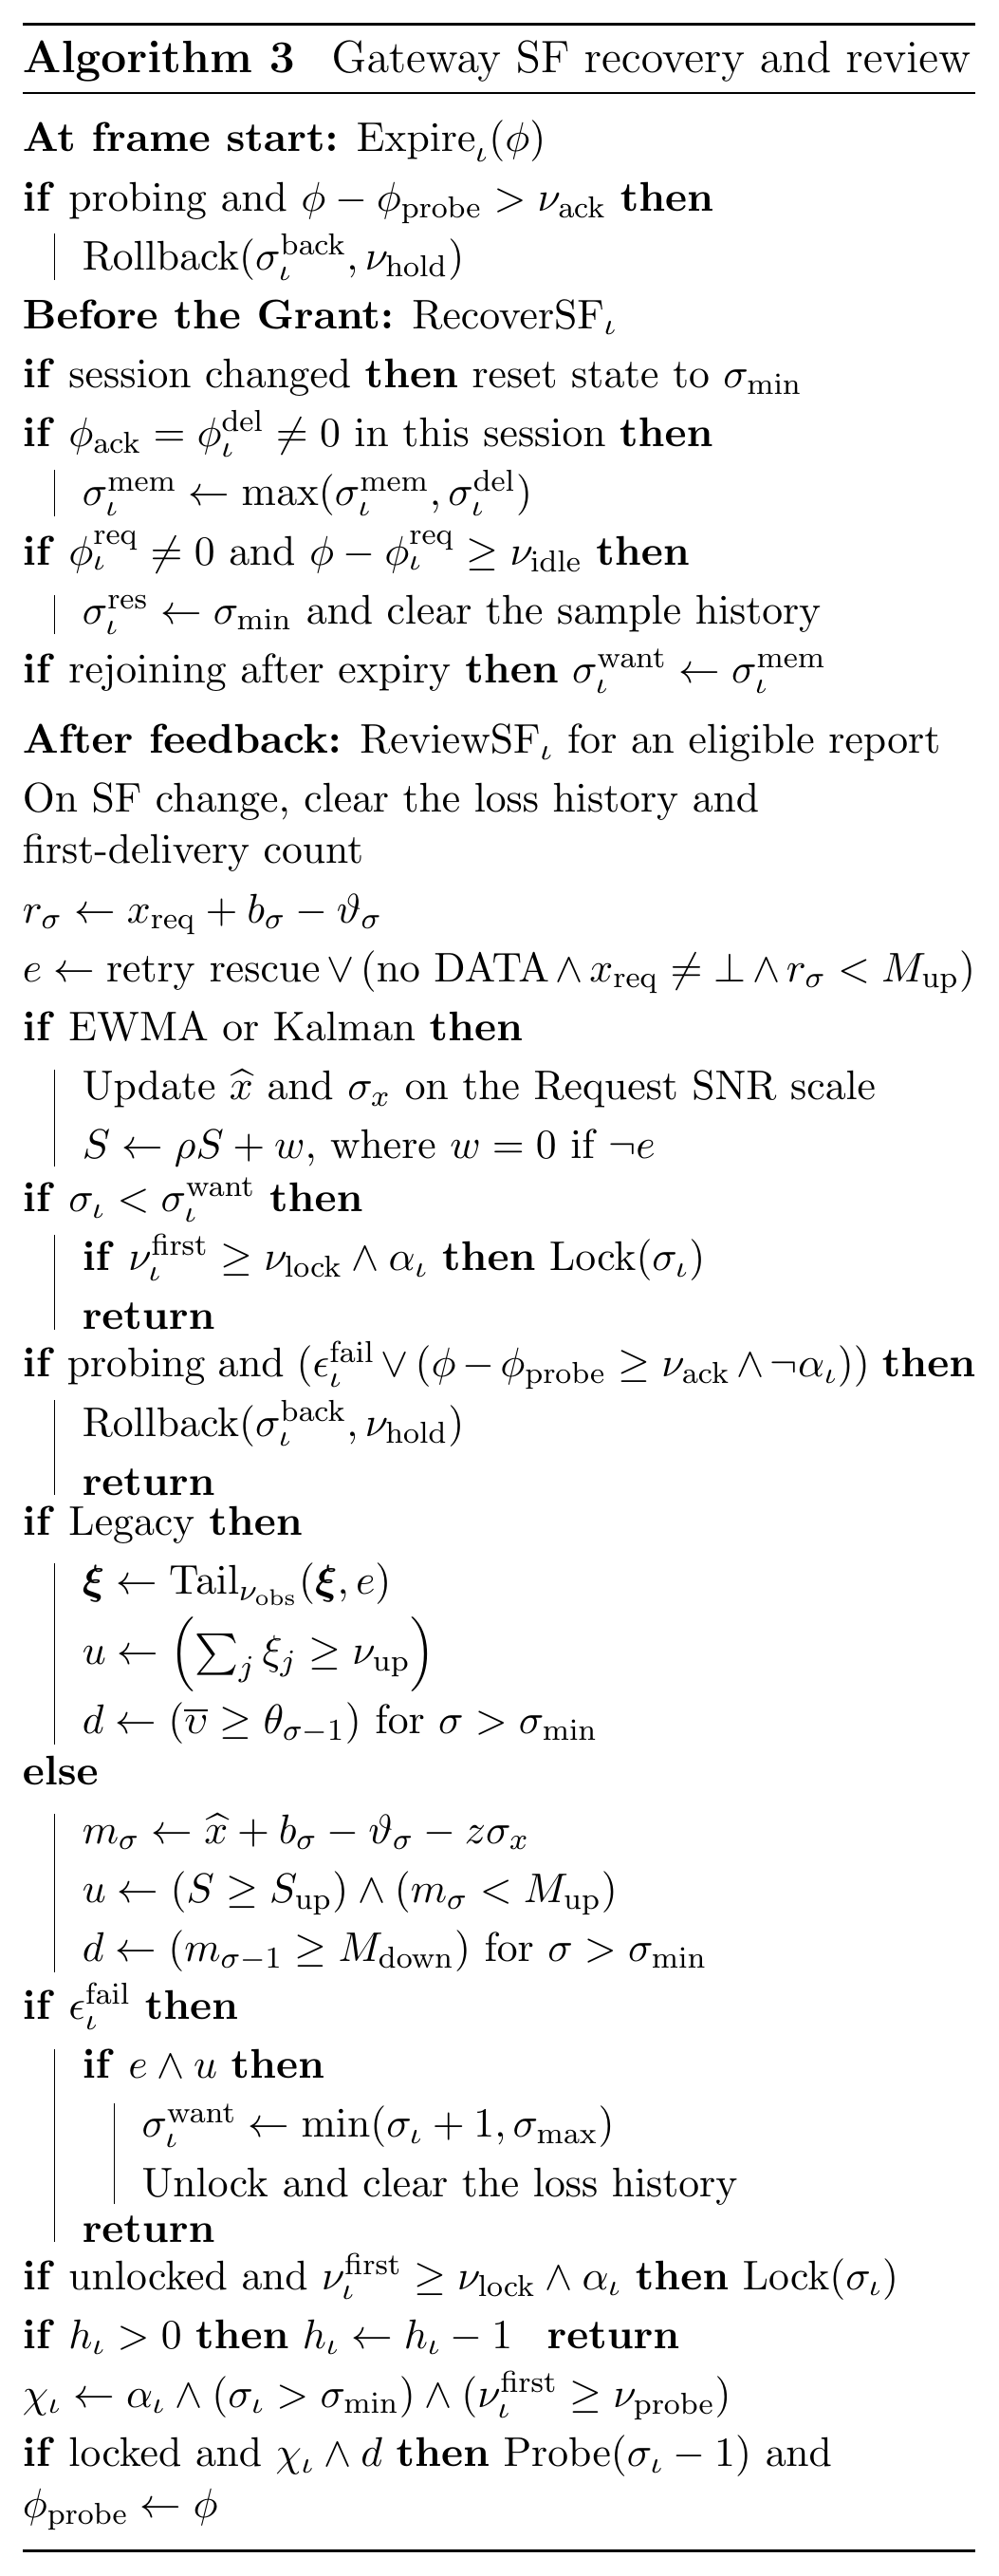 Algorithm 3 Gateway SF recovery and review
At frame start: Expire_ι(ϕ)
if probing and ϕ − ϕ_probe > ν_ack then
Rollback(σ_ι^back, ν_hold)
Before the Grant: RecoverSF_ι
if session changed then reset state to σ_min
if ϕ_ack = ϕ_ι^del ≠ 0 in this session then
σ_ι^mem ← max(σ_ι^mem, σ_ι^del)
if ϕ_ι^req ≠ 0 and ϕ − ϕ_ι^req ≥ ν_idle then
σ_ι^res ← σ_min and clear the sample history
if rejoining after expiry then σ_ι^want ← σ_ι^mem
After feedback: ReviewSF_ι for an eligible report
On SF change, clear the loss history and
first-delivery count
r_σ ← x_req + b_σ − ϑ_σ
e ← retry rescue ∨ (no DATA ∧ x_req ≠ ⊥ ∧ r_σ < M_up)
if EWMA or Kalman then
Update x̂ and σ_x on the Request SNR scale
S ← ρS + w, where w = 0 if ¬e
if σ_ι < σ_ι^want then
if ν_ι^first ≥ ν_lock ∧ α_ι then Lock(σ_ι)
return
if probing and (ϵ_ι^fail ∨ (ϕ − ϕ_probe ≥ ν_ack ∧ ¬α_ι)) then
Rollback(σ_ι^back, ν_hold)
return
if Legacy then
ξ ← Tail_ν_obs(ξ, e)
u ← (∑_j ξ_j ≥ ν_up)
d ← (υ̅ ≥ θ_{σ−1}) for σ > σ_min
else
m_σ ← x̂ + b_σ − ϑ_σ − zσ_x
u ← (S ≥ S_up) ∧ (m_σ < M_up)
d ← (m_{σ−1} ≥ M_down) for σ > σ_min
if ϵ_ι^fail then
if e ∧ u then
σ_ι^want ← min(σ_ι + 1, σ_max)
Unlock and clear the loss history
return
if unlocked and ν_ι^first ≥ ν_lock ∧ α_ι then Lock(σ_ι)
if h_ι > 0 then h_ι ← h_ι − 1 return
χ_ι ← α_ι ∧ (σ_ι > σ_min) ∧ (ν_ι^first ≥ ν_probe)
if locked and χ_ι ∧ d then Probe(σ_ι − 1) and
ϕ_probe ← ϕ